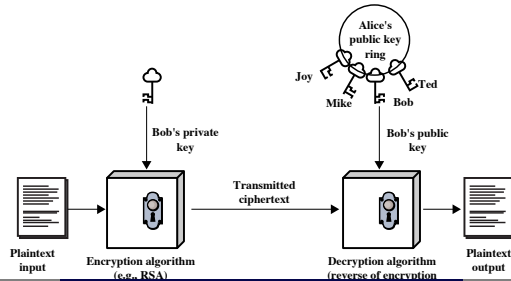 Alice's
public key
ring
Joy
Mike
Bob
Ted
Bob's private
key
Bob's public
key
Transmitted
ciphertext
Plaintext
input
Encryption algorithm
(e.g., RSA)
Decryption algorithm
(reverse of encryption
Plaintext
output